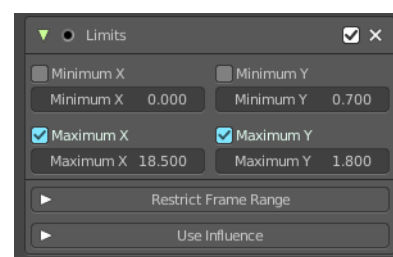 Limits
Minimum X Minimum Y
Minimum X 0.000 Minimum Y 0.700
Maximum X Maximum Y
Maximum X 18.500 Maximum Y 1.800
Restrict Frame Range
Use Influence